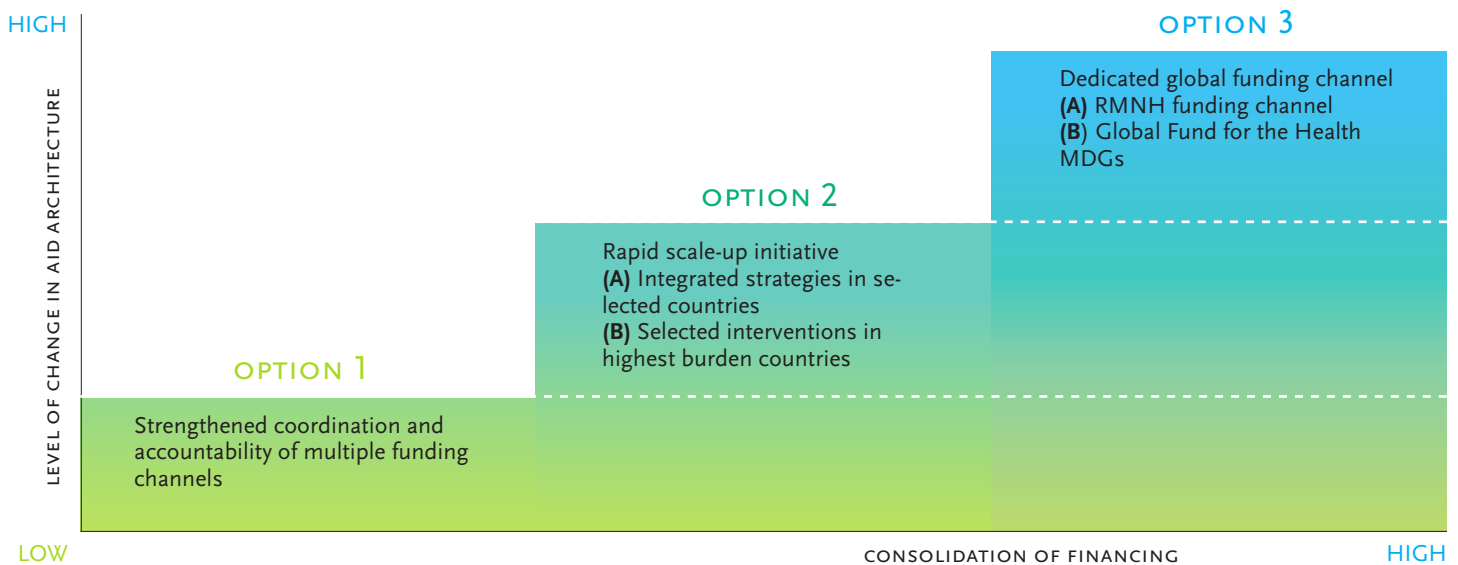 HIGH
OPTION 3
Dedicated global funding channel
(A) RMNH funding channel
(B) Global Fund for the Health
MDGs
LEVEL OF CHANGE IN AID ARCHITECTURE
OPTION 2
Rapid scale-up initiative
(A) Integrated strategies in se-
lected countries
(B) Selected interventions in
highest burden countries
OPTION 1
Strengthened coordination and
accountability of multiple funding
channels
LOW
CONSOLIDATION OF FINANCING
HIGH